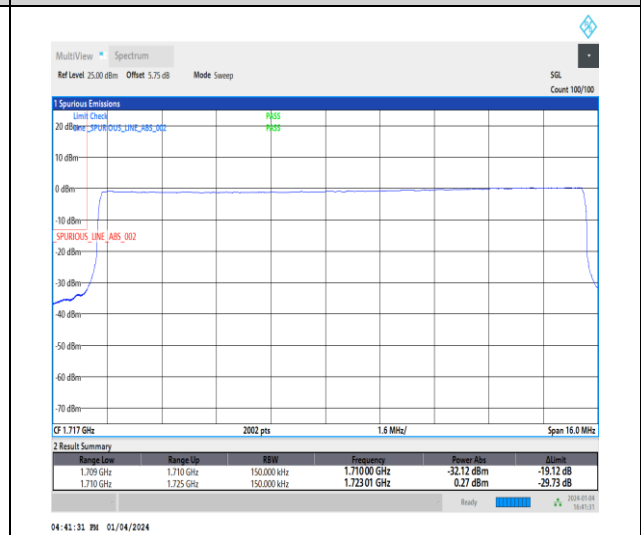 MultiView Spectrum
Ref Level 25.00 dBm Offset 5.75 dB Mode Sweep SGL
Count 100/100
1 Spurious Emissions
Limit Check PASS
20 dBm Line _SPURIOUS_LINE_ABS_002 PASS
10 dBm
0 dBm
-10 dBm
_SPURIOUS_LINE_ABS_002
-20 dBm
-30 dBm
-40 dBm
-50 dBm
-60 dBm
-70 dBm
CF 1.717 GHz 2002 pts 1.6 MHz/ Span 16.0 MHz
2 Result Summary
Range Low Range Up RBW Frequency Power Abs ΔLimit
1.709 GHz 1.710 GHz 150.000 kHz 1.71000 GHz -32.12 dBm -19.12 dB
1.710 GHz 1.725 GHz 150.000 kHz 1.72301 GHz 0.27 dBm -29.73 dB
Ready 2024-01-04
16:41:31
04:41:31 PM 01/04/2024